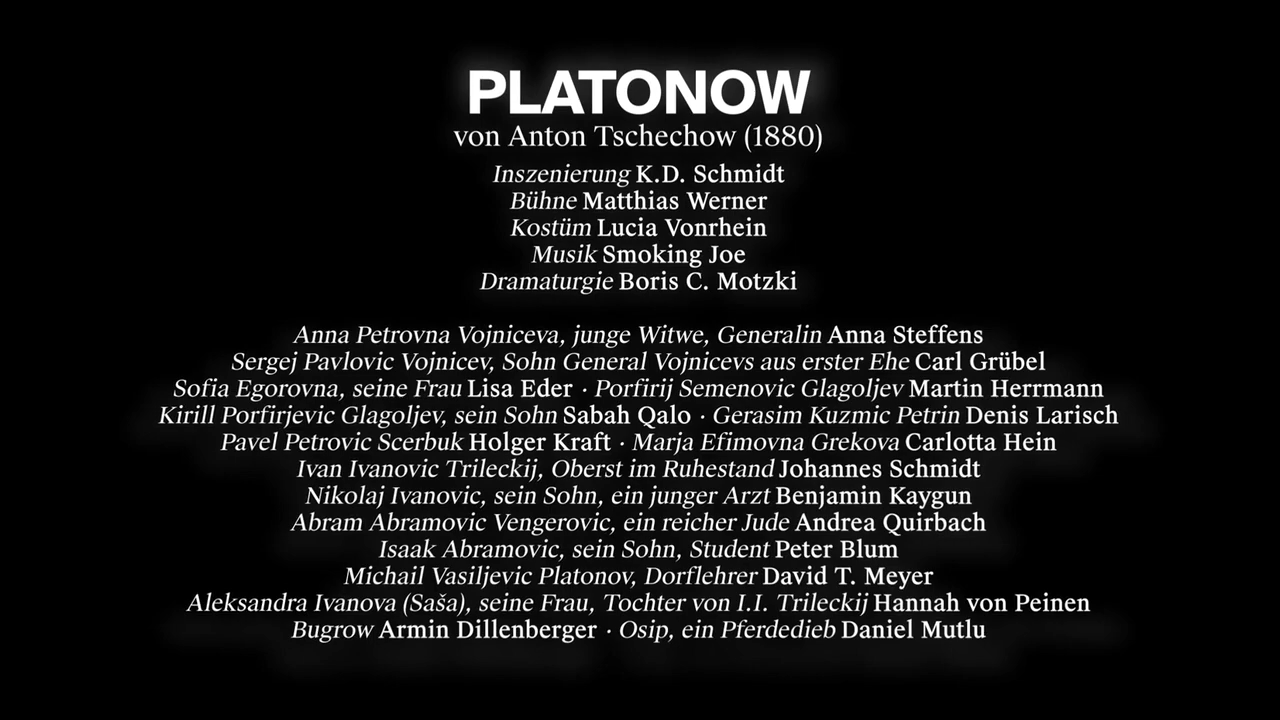 PLATONOW
von Anton Tschechow (1880)
Inszenierung K.D. Schmidt
Bühne Matthias Werner
Kostüm Lucia Vonrhein
Musik Smoking Joe
Dramaturgie Boris C. Motzki
Anna Petrovna Vojniceva, junge Witwe, Generalin Anna Steffens
Sergej Pavlovic Vojnicev, Sohn General Vojnicevs aus erster Ehe Carl Grübel
Sofia Egorovna, seine Frau Lisa Eder · Porfirij Semenovic Glagoljev Martin Herrmann
Kirill Porfirjevic Glagoljev, sein Sohn Sabah Qalo · Gerasim Kuzmic Petrin Denis Larisch
Pavel Petrovic Scerbuk Holger Kraft · Marja Efimovna Grekova Carlotta Hein
Ivan Ivanovic Trileckij, Oberst im Ruhestand Johannes Schmidt
Nikolaj Ivanovic, sein Sohn, ein junger Arzt Benjamin Kaygun
Abram Abramovic Vengerovic, ein reicher Jude Andrea Quirbach
Isaak Abramovic, sein Sohn, Student Peter Blum
Michail Vasiljevic Platonov, Dorflehrer David T. Meyer
Aleksandra Ivanova (Saša), seine Frau, Tochter von I.I. Trileckij Hannah von Peinen
Bugrow Armin Dillenberger · Osip, ein Pferdedieb Daniel Mutlu